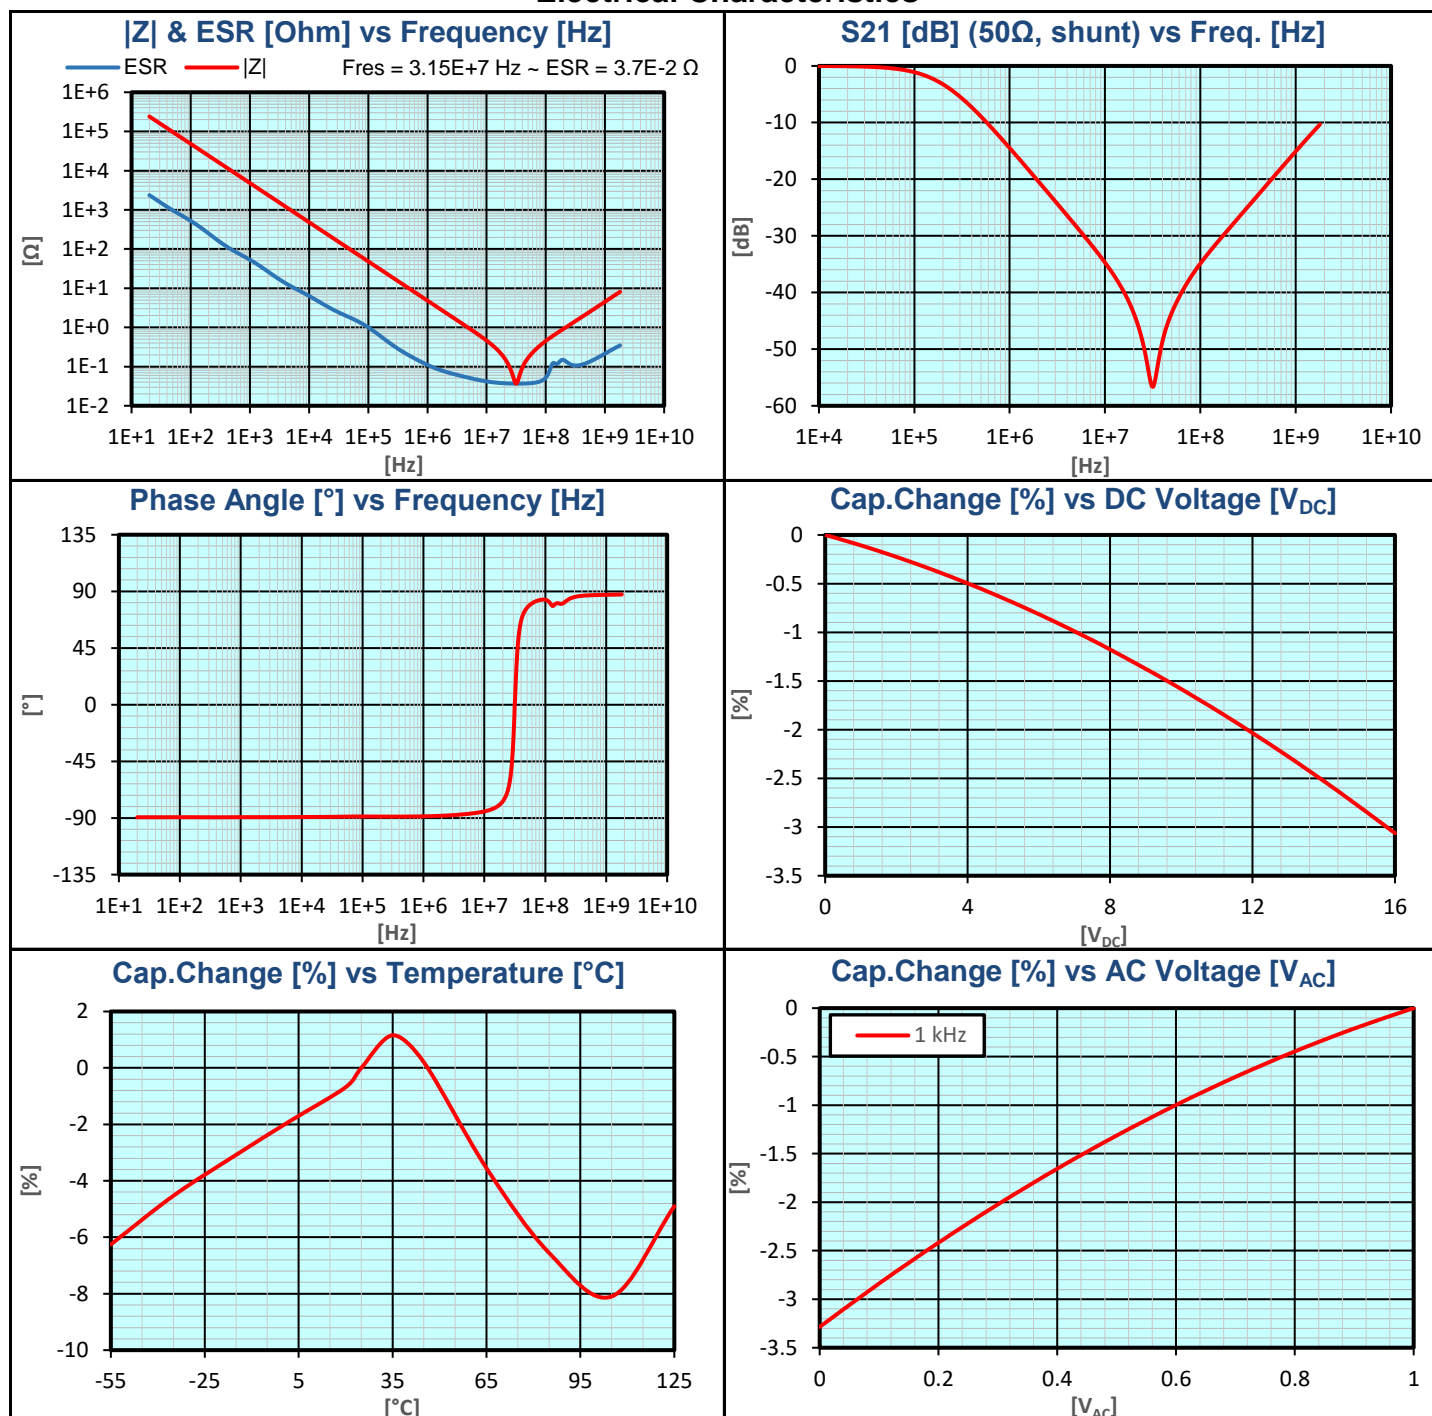 Electrical Characteristics
|Z| & ESR [Ohm] vs Frequency [Hz]
ESR |Z| Fres = 3.15E+7 Hz ~ ESR = 3.7E-2 Ω
1E+6
1E+5
1E+4
1E+3
1E+2
1E+1
1E+0
1E-1
1E-2
[Ω]
1E+1 1E+2 1E+3 1E+4 1E+5 1E+6 1E+7 1E+8 1E+9 1E+10
[Hz]
S21 [dB] (50Ω, shunt) vs Freq. [Hz]
0
-10
-20
-30
-40
-50
-60
[dB]
1E+4 1E+5 1E+6 1E+7 1E+8 1E+9 1E+10
[Hz]
Phase Angle [°] vs Frequency [Hz]
135
90
45
0
-45
-90
-135
[°]
1E+1 1E+2 1E+3 1E+4 1E+5 1E+6 1E+7 1E+8 1E+9 1E+10
[Hz]
Cap.Change [%] vs DC Voltage [VDC]
0
-0.5
-1
-1.5
-2
-2.5
-3
-3.5
[%]
0 4 8 12 16
[VDC]
Cap.Change [%] vs Temperature [°C]
2
0
-2
-4
-6
-8
-10
[%]
-55 -25 5 35 65 95 125
[°C]
Cap.Change [%] vs AC Voltage [VAC]
1 kHz
0
-0.5
-1
-1.5
-2
-2.5
-3
-3.5
[%]
0 0.2 0.4 0.6 0.8 1
[VAC]